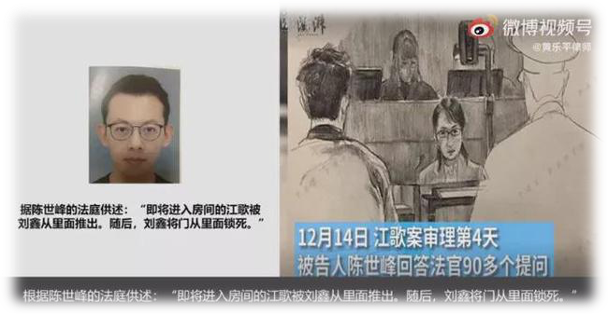 澎湃
微博视频号
@黄乐平律师
据陈世峰的法庭供述：“即将进入房间的江歌被
刘鑫从里面推出。随后，刘鑫将门从里面锁死。”
12月14日 江歌案审理第4天
被告人陈世峰回答法官90多个提问
根据陈世峰的法庭供述：“即将进入房间的江歌被刘鑫从里面推出。随后，刘鑫将门从里面锁死。”